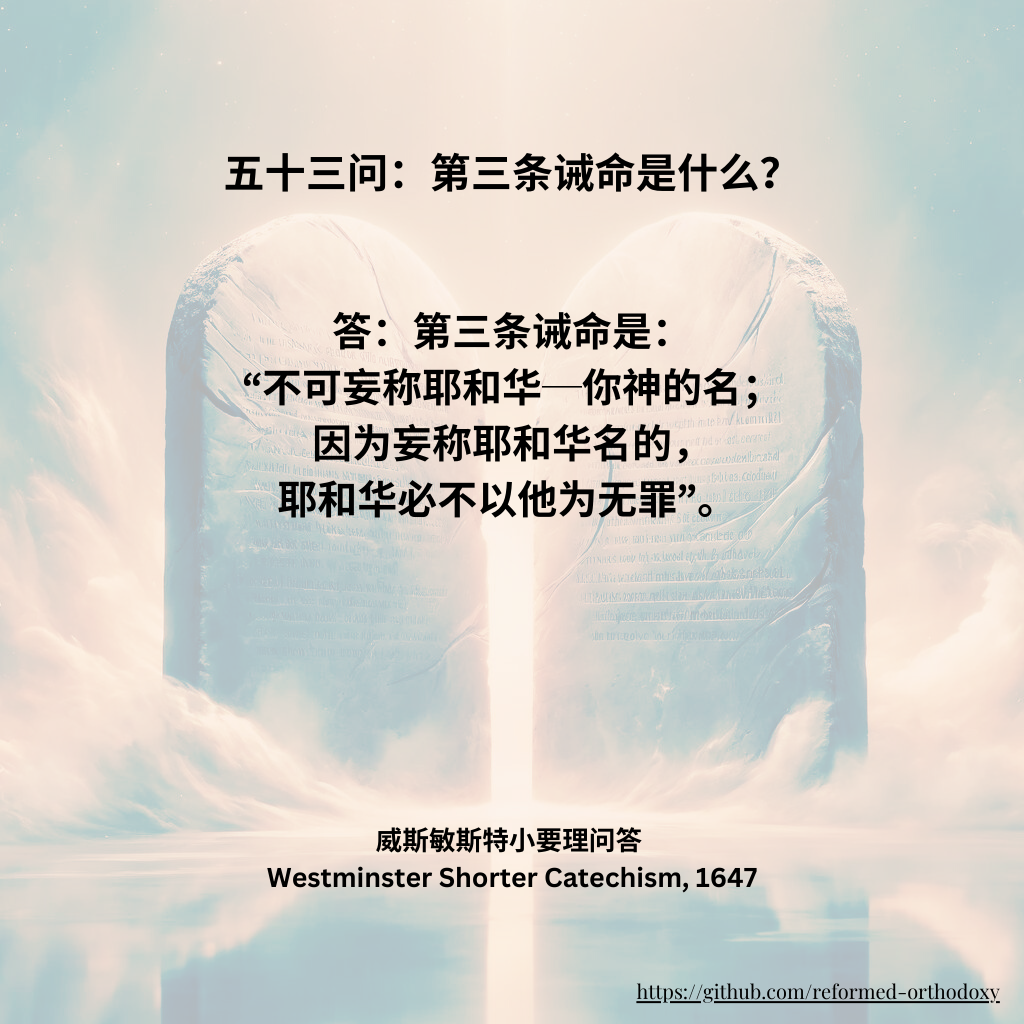 五十三问：第三条诫命是什么？
答：第三条诫命是：
“不可妄称耶和华─你神的名；
因为妄称耶和华名的，
耶和华必不以他为无罪”。
威斯敏斯特小要理问答
Westminster Shorter Catechism, 1647
https://github.com/reformed-orthodoxy